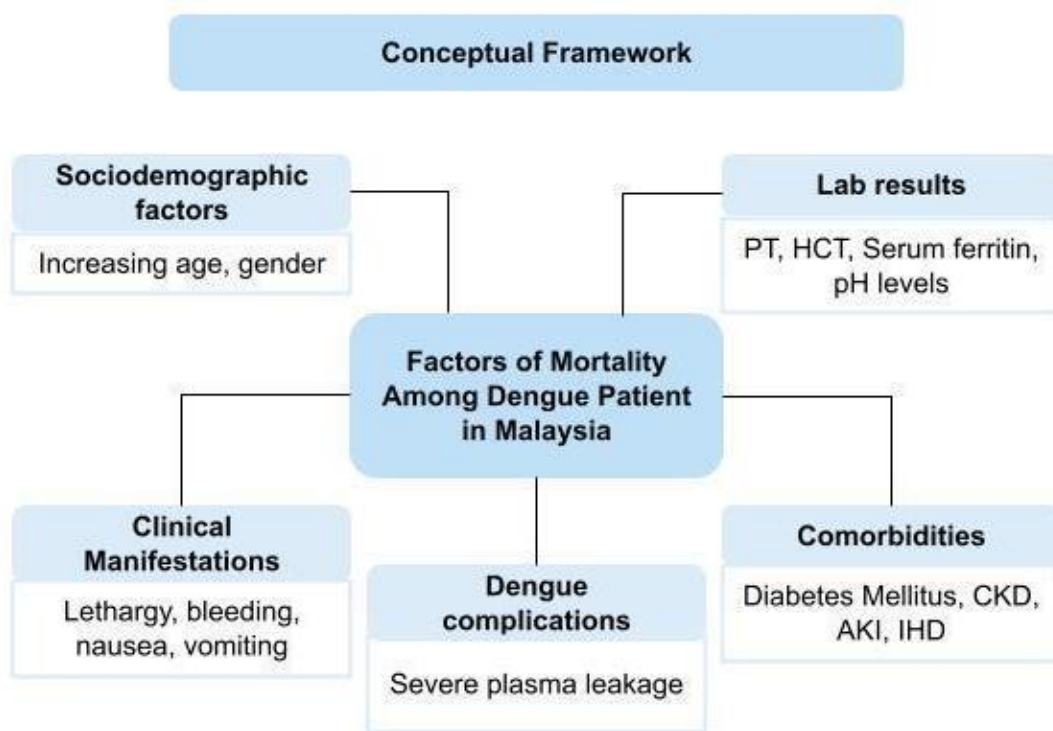 Conceptual Framework
Sociodemographic
factors
Increasing age, gender
Lab results
PT, HCT, Serum ferritin,
pH levels
Factors of Mortality
Among Dengue Patient
in Malaysia
Clinical
Manifestations
Lethargy, bleeding,
nausea, vomiting
Dengue
complications
Severe plasma leakage
Comorbidities
Diabetes Mellitus, CKD,
AKI, IHD